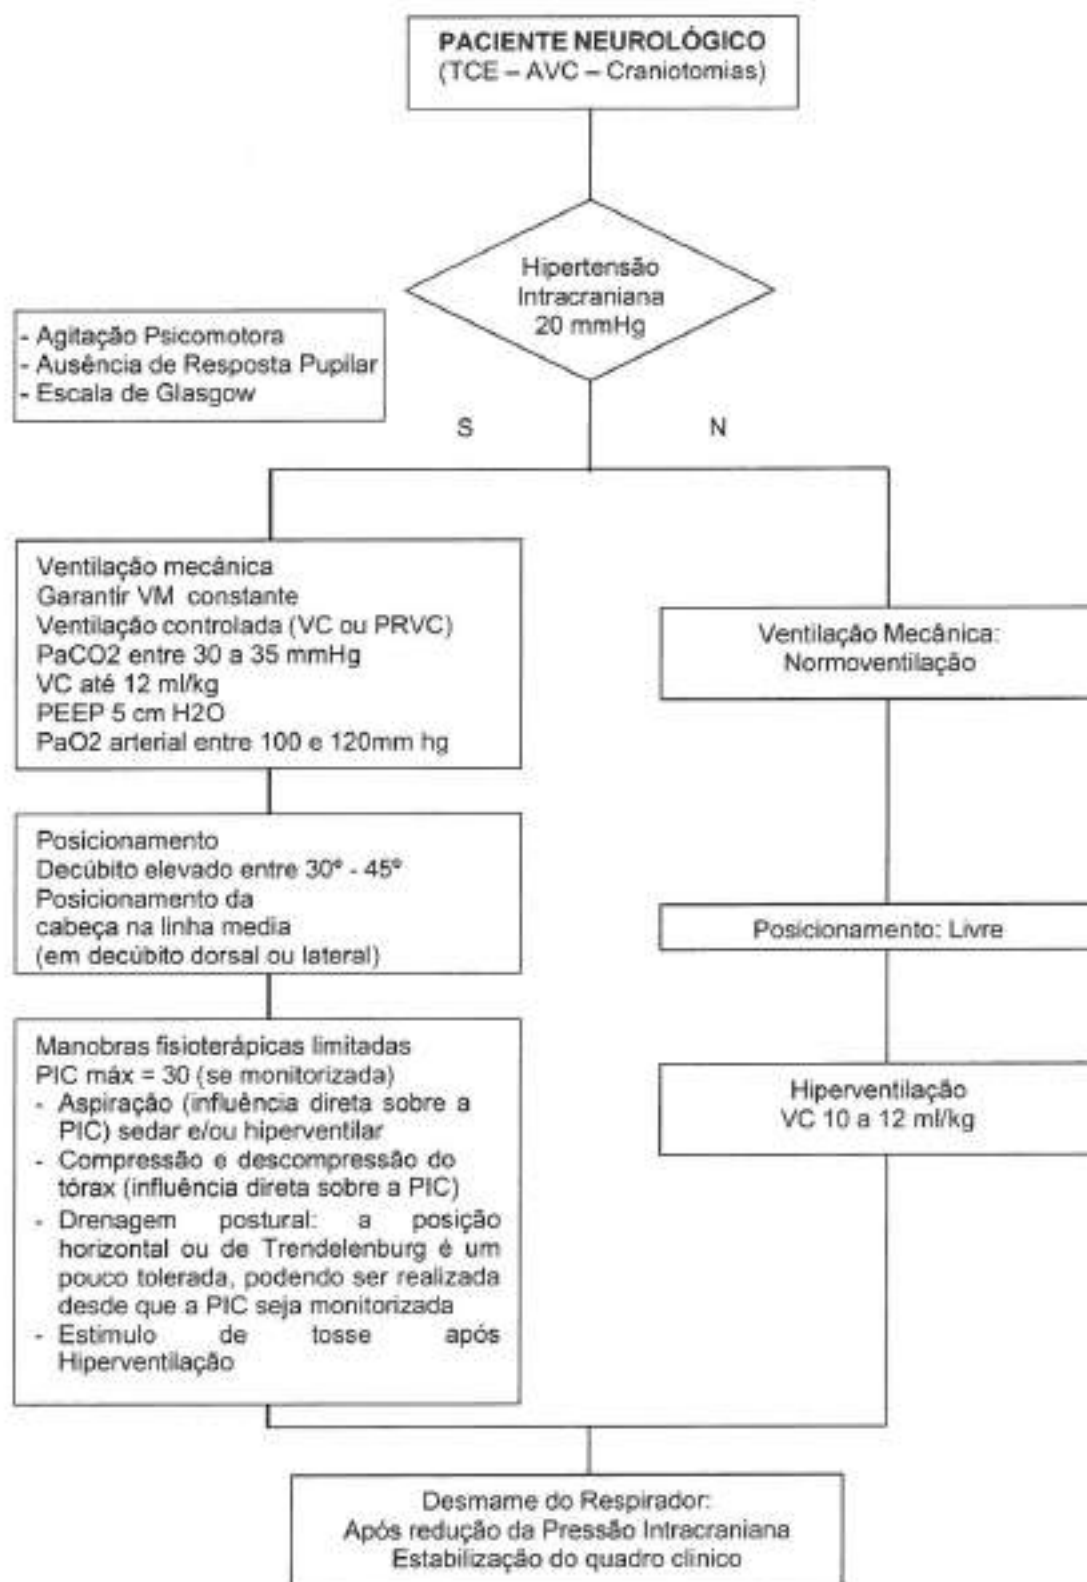 PACIENTE NEUROLÓGICO
(TCE – AVC – Craniotomias)
Hipertensão
Intracraniana
20 mmHg
- Agitação Psicomotora
- Ausência de Resposta Pupilar
- Escala de Glasgow
S
N
Ventilação mecânica
Garantir VM constante
Ventilação controlada (VC ou PRVC)
PaCO2 entre 30 a 35 mmHg
VC até 12 ml/kg
PEEP 5 cm H2O
PaO2 arterial entre 100 e 120mm hg
Ventilação Mecânica:
Normoventilação
Posicionamento
Decúbito elevado entre 30º - 45º
Posicionamento da
cabeça na linha media
(em decúbito dorsal ou lateral)
Posicionamento: Livre
Manobras fisioterápicas limitadas
PIC máx = 30 (se monitorizada)
- Aspiração (influência direta sobre a
PIC) sedar e/ou hiperventilar
- Compressão e descompressão do
tórax (influência direta sobre a PIC)
- Drenagem postural: a posição
horizontal ou de Trendelenburg é um
pouco tolerada, podendo ser realizada
desde que a PIC seja monitorizada
- Estimulo de tosse após
Hiperventilação
Hiperventilação
VC 10 a 12 ml/kg
Desmame do Respirador:
Após redução da Pressão Intracraniana
Estabilização do quadro clinico